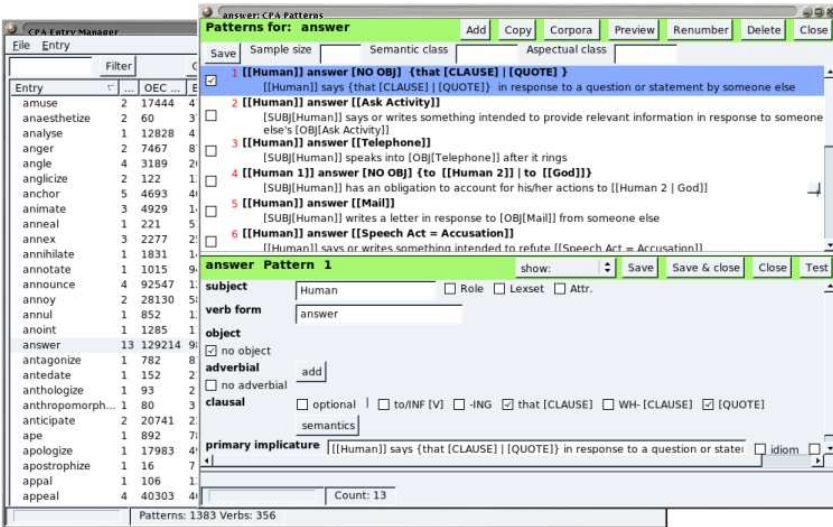 CPA Entry Manager
File Entry
Filter
Entry ... OEC ...
amuse 2 17444
anaesthetize 2 60
analyse 1 12828
anger 2 7467
angle 4 3189
anglicize 2 122
anchor 5 4693
animate 3 4929
anneal 1 221
annex 3 2277
annihilate 1 1831
annotate 1 1015
announce 4 92547
annoy 2 28130
annul 1 852
anoint 1 1285
answer 13 129214
antagonize 1 782
antedate 1 152
anthologize 1 93
anthropomorph... 1 80
anticipate 2 20741
ape 1 892
apologize 1 17983
apostrophize 1 16
appal 1 106
appeal 4 40303
Patterns: 1383 Verbs: 356
answer: CPA Patterns
Patterns for: answer Add Copy Corpora Preview Renumber Delete Close
Save Sample size Semantic class Aspectual class
1 [[Human]] answer [NO OBJ] {that [CLAUSE] | [QUOTE] }
[[Human]] says {that [CLAUSE] | [QUOTE]} in response to a question or statement by someone else
2 [[Human]] answer [[Ask Activity]]
[SUBJ[Human]] says or writes something intended to provide relevant information in response to someone
else's [OBJ[Ask Activity]]
3 [[Human]] answer [[Telephone]]
[SUBJ[Human]] speaks into [OBJ[Telephone]] after it rings
4 [[Human 1]] answer [NO OBJ] {to [[Human 2]] | to [[God]]}
[SUBJ[Human]] has an obligation to account for his/her actions to [[Human 2 | God]]
5 [[Human]] answer [[Mail]]
[SUBJ[Human]] writes a letter in response to [OBJ[Mail]] from someone else
6 [[Human]] answer [[Speech Act = Accusation]]
[[Human]] says or writes something intended to refute [[Speech Act = Accusation]]
answer Pattern 1 show: Save Save & close Close Test
subject Human Role Lexset Attr.
verb form answer
object
no object
adverbial add
no adverbial
clausal optional | to/INF [V] -ING that [CLAUSE] WH- [CLAUSE] [QUOTE]
semantics
primary implicature [[Human]] says {that [CLAUSE] | [QUOTE]} in response to a question or state idiom
Count: 13